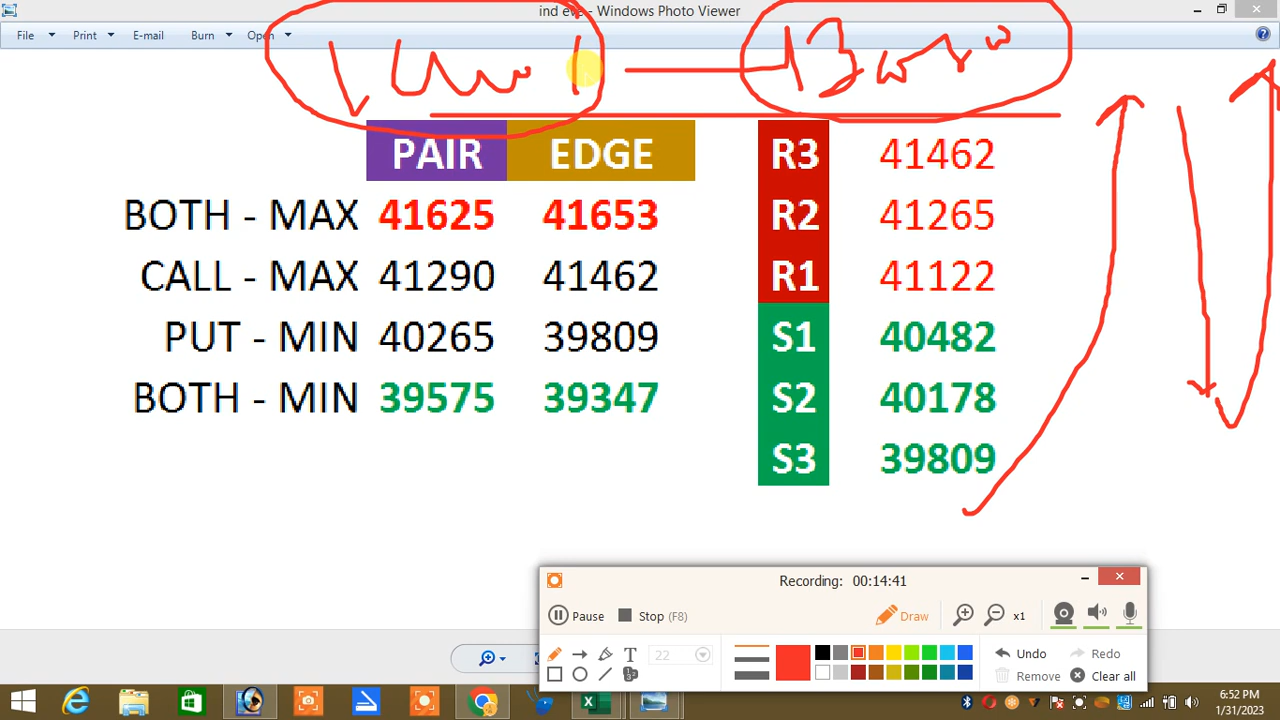 ind eve - Windows Photo Viewer
File Print E-mail Burn Open
PAIR EDGE
BOTH - MAX 41625 41653
CALL - MAX 41290 41462
PUT - MIN 40265 39809
BOTH - MIN 39575 39347
R3 41462
R2 41265
R1 41122
S1 40482
S2 40178
S3 39809
Recording: 00:14:41
Pause Stop (F8) Draw x1
T 22 Undo Redo
Remove Clear all
6:52 PM
1/31/2023